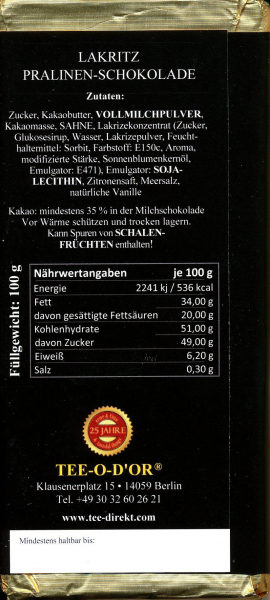 LAKRITZ
PRALINEN-SCHOKOLADE
Zutaten:
Zucker, Kakaobutter, VOLLMILCHPULVER,
Kakaomasse, SAHNE, Lakrizekonzentrat (Zucker,
Glukosesirup, Wasser, Lakrizepulver, Feucht-
haltemittel: Sorbit, Farbstoff: E150c, Aroma,
modifizierte Stärke, Sonnenblumenkernöl,
Emulgator: E471), Emulgator: SOJA-
LECITHIN, Zitronensaft, Meersalz,
natürliche Vanille
Kakao: mindestens 35 % in der Milchschokolade
Vor Wärme schützen und trocken lagern.
Kann Spuren von SCHALEN-
FRÜCHTEN enthalten!
Füllgewicht: 100 g
Nährwertangaben je 100 g
Energie 2241 kj / 536 kcal
Fett 34,00 g
davon gesättigte Fettsäuren 20,00 g
Kohlenhydrate 51,00 g
davon Zucker 49,00 g
Eiweiß 6,20 g
Salz 0,30 g
25 JAHRE
TEE-O-D'OR®
Klausenerplatz 15 • 14059 Berlin
Tel. +49 30 32 60 26 21
www.tee-direkt.com
Mindestens haltbar bis: